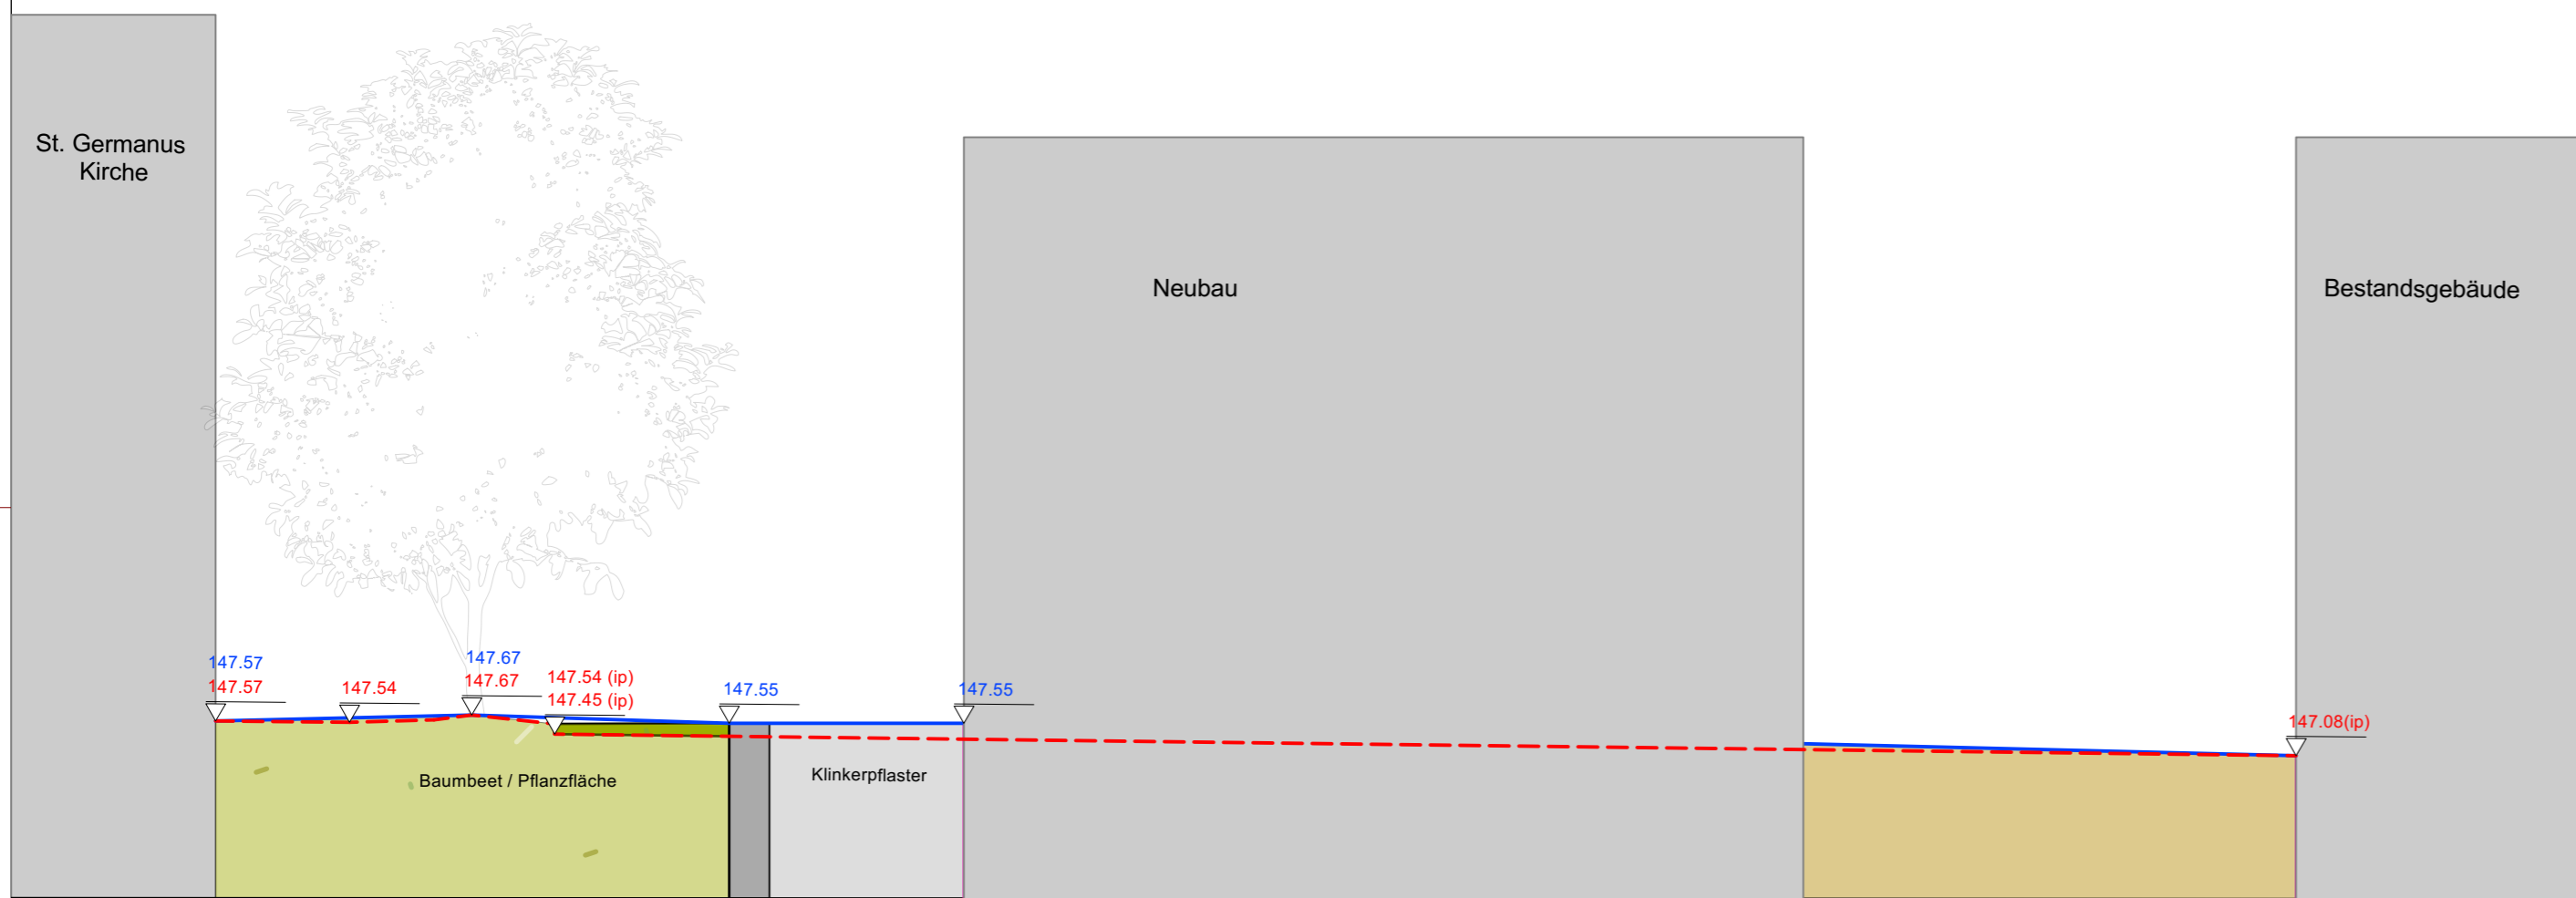 St. Germanus
Kirche
Neubau
Bestandsgebäude
147.57
147.57
147.54
147.67
147.67
147.54 (ip)
147.45 (ip)
147.55
147.55
147.08(ip)
Baumbeet / Pflanzfläche
Klinkerpflaster